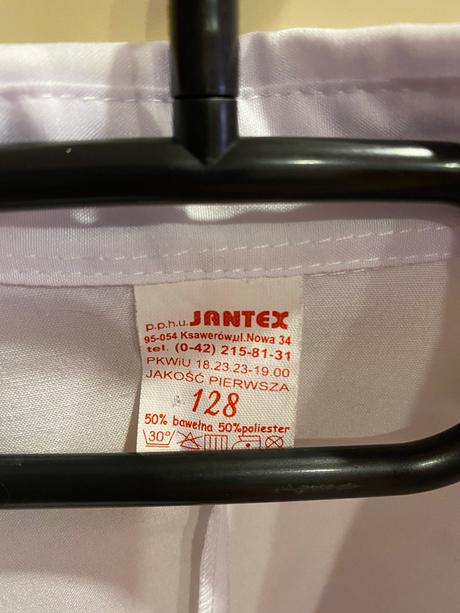 p.p.h.u. JANTEX
95-054 Ksawerów,ul.Nowa 34
tel. (0-42) 215-81-31
PKWiU 18.23.23-19.00
JAKOŚĆ PIERWSZA
128
50% bawełna 50%poliester
30°